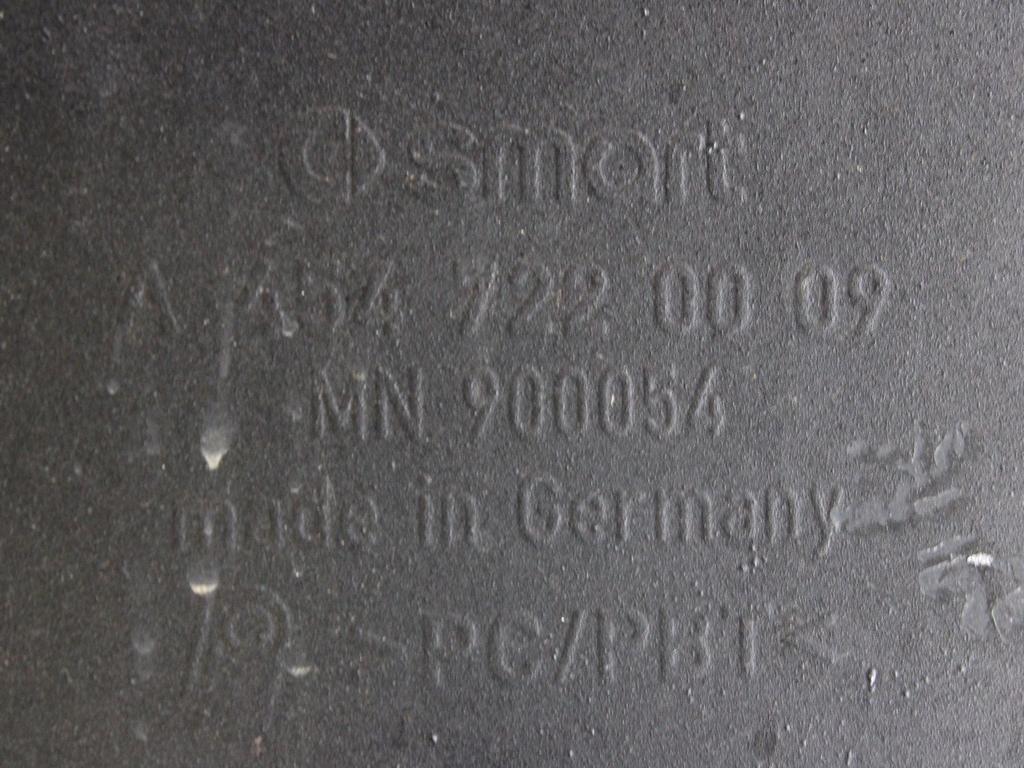 smart
A 454 722 00 09
MN 900054
made in Germany
>PC/PBT<